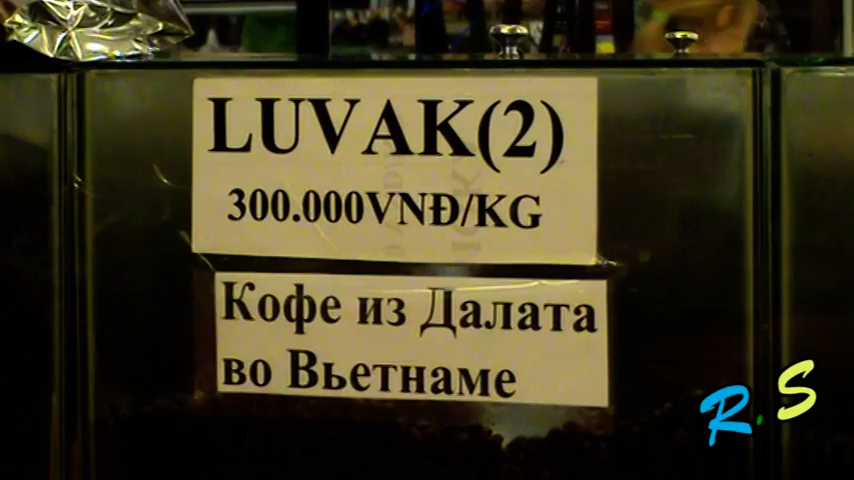 LUVAK(2)
300.000VNĐ/KG
Кофе из Далата
во Вьетнаме
R.S